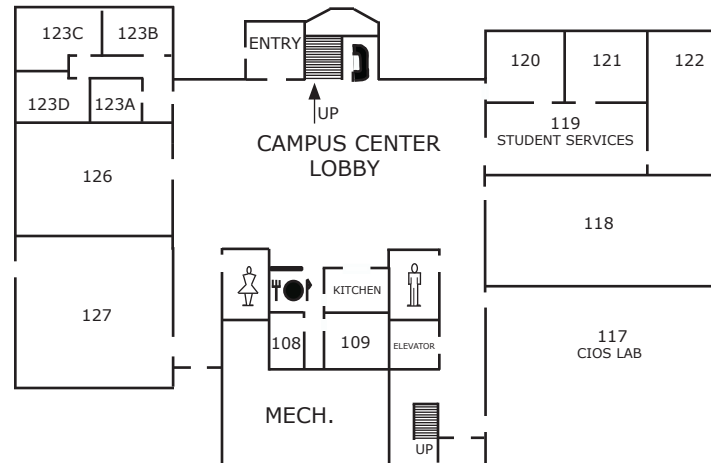 123C
123B
ENTRY
120
121
122
123D
123A
UP
119
STUDENT SERVICES
CAMPUS CENTER
LOBBY
126
118
KITCHEN
127
108
109
ELEVATOR
117
CIOS LAB
MECH.
UP